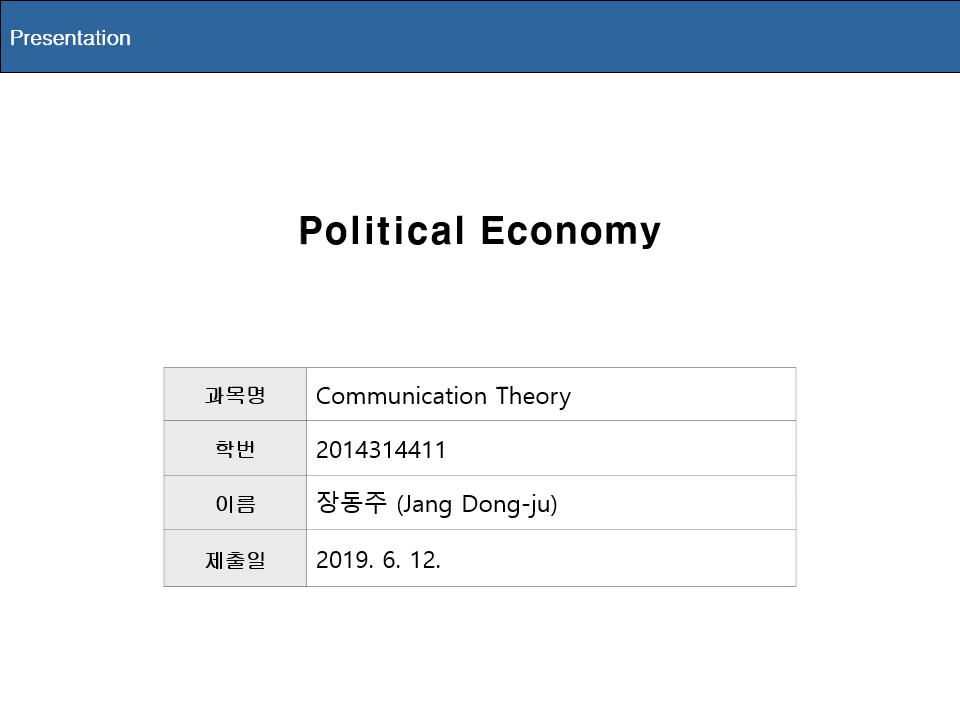 Presentation
Political Economy
과목명 Communication Theory
학번 2014314411
이름 장동주 (Jang Dong-ju)
제출일 2019. 6. 12.